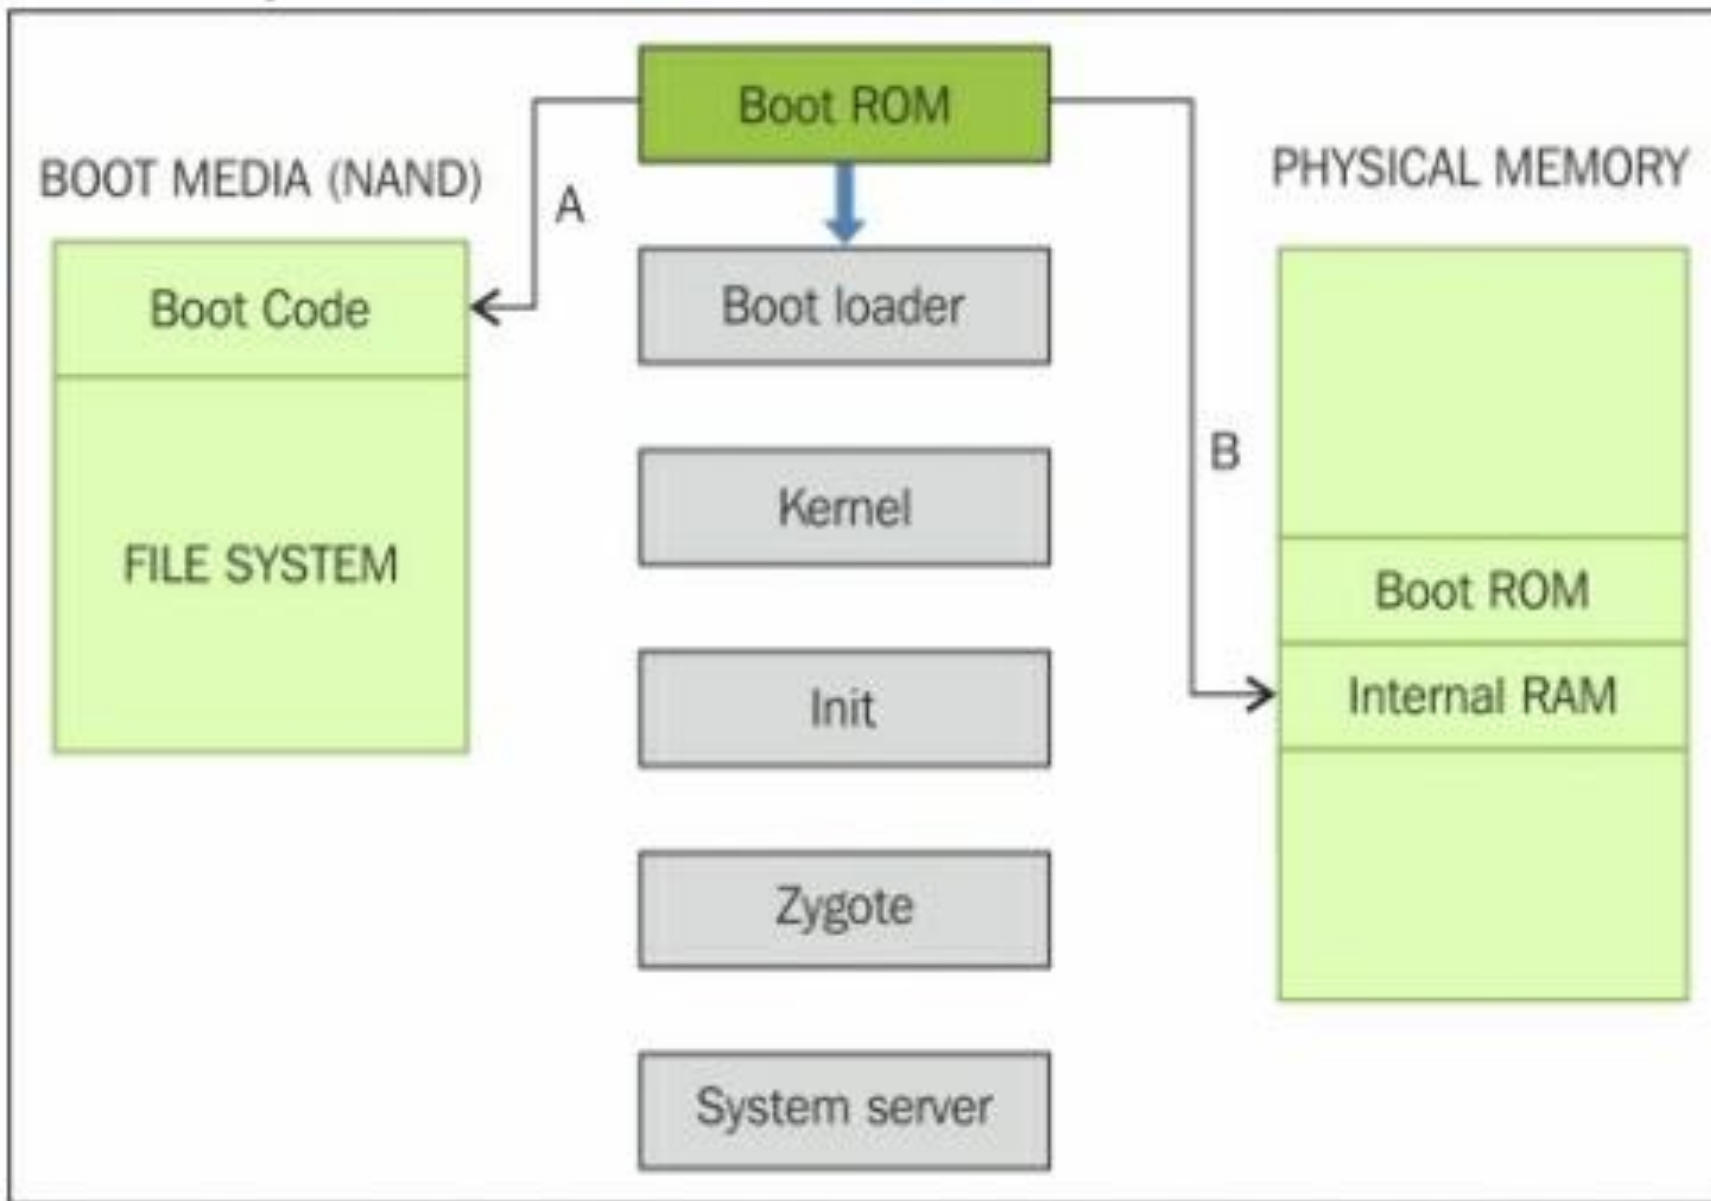 Boot ROM
BOOT MEDIA (NAND)
A
PHYSICAL MEMORY
Boot Code
Boot loader
B
Kernel
FILE SYSTEM
Boot ROM
Init
Internal RAM
Zygote
System server